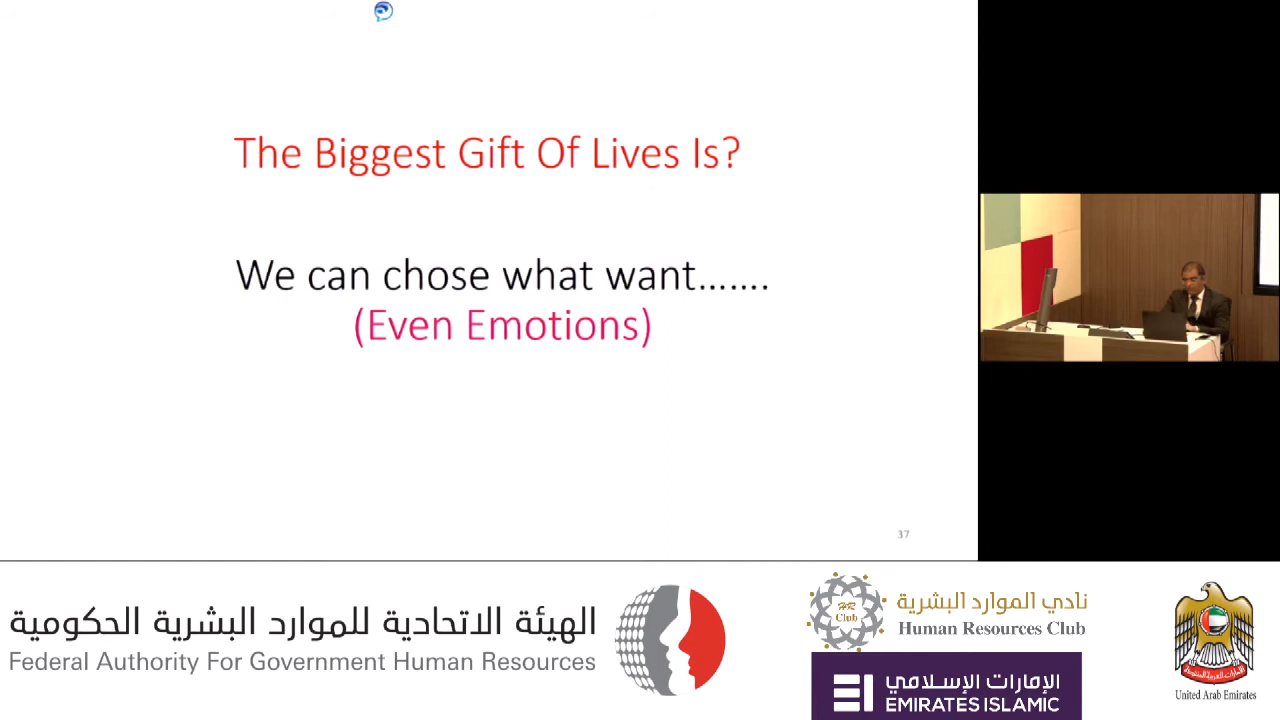 The Biggest Gift Of Lives Is?
We can chose what want.......
(Even Emotions)
37
الهيئة الاتحادية للموارد البشرية الحكومية
Federal Authority For Government Human Resources
HR
Club
نادي الموارد البشرية
Human Resources Club
الإمارات الإسلامي
EMIRATES ISLAMIC
United Arab Emirates